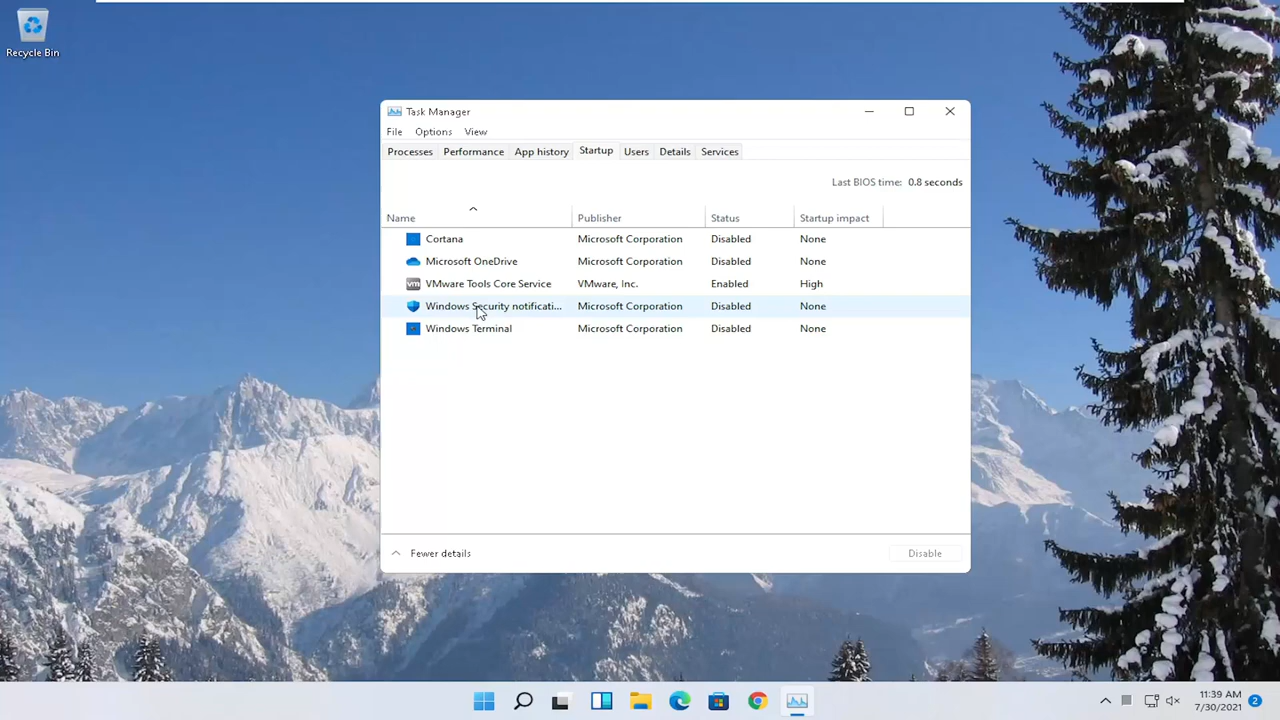 Recycle Bin
Task Manager
File Options View
Processes Performance App history Startup Users Details Services
Last BIOS time: 0.8 seconds
Name Publisher Status Startup impact
Cortana Microsoft Corporation Disabled None
Microsoft OneDrive Microsoft Corporation Disabled None
vm VMware Tools Core Service VMware, Inc. Enabled High
Windows Security notificati... Microsoft Corporation Disabled None
Windows Terminal Microsoft Corporation Disabled None
Fewer details Disable
11:39 AM
7/30/2021
2